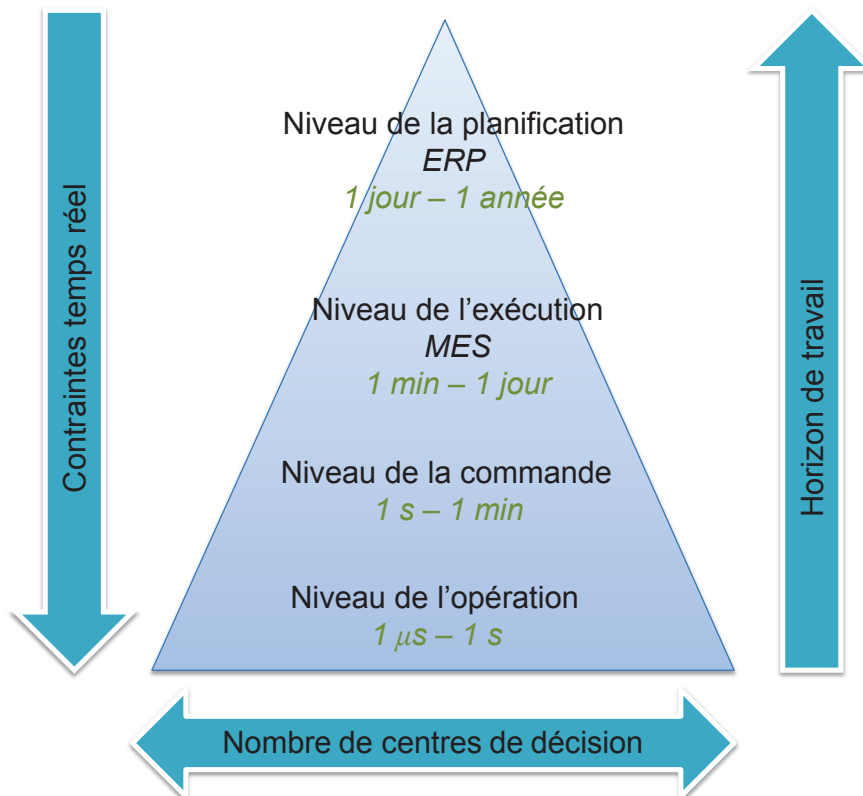 Niveau de la planification
ERP
1 jour – 1 année
Niveau de l’exécution
MES
1 min – 1 jour
Niveau de la commande
1 s – 1 min
Niveau de l’opération
1 μs – 1 s
Contraintes temps réel
Horizon de travail
Nombre de centres de décision